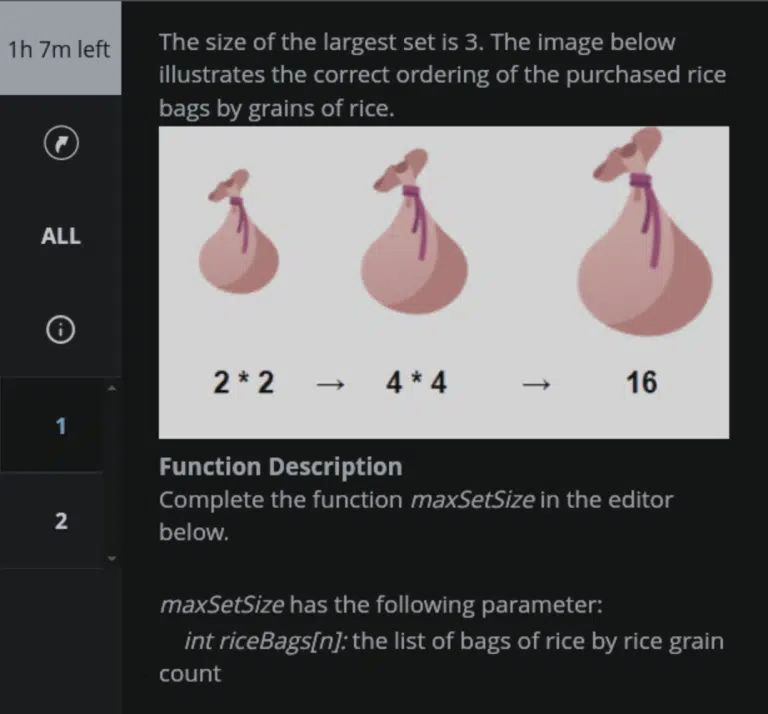 1h 7m left
ALL
1
2
The size of the largest set is 3. The image below
illustrates the correct ordering of the purchased rice
bags by grains of rice.
2 * 2 → 4 * 4 → 16
Function Description
Complete the function maxSetSize in the editor
below.
maxSetSize has the following parameter:
int riceBags[n]: the list of bags of rice by rice grain
count